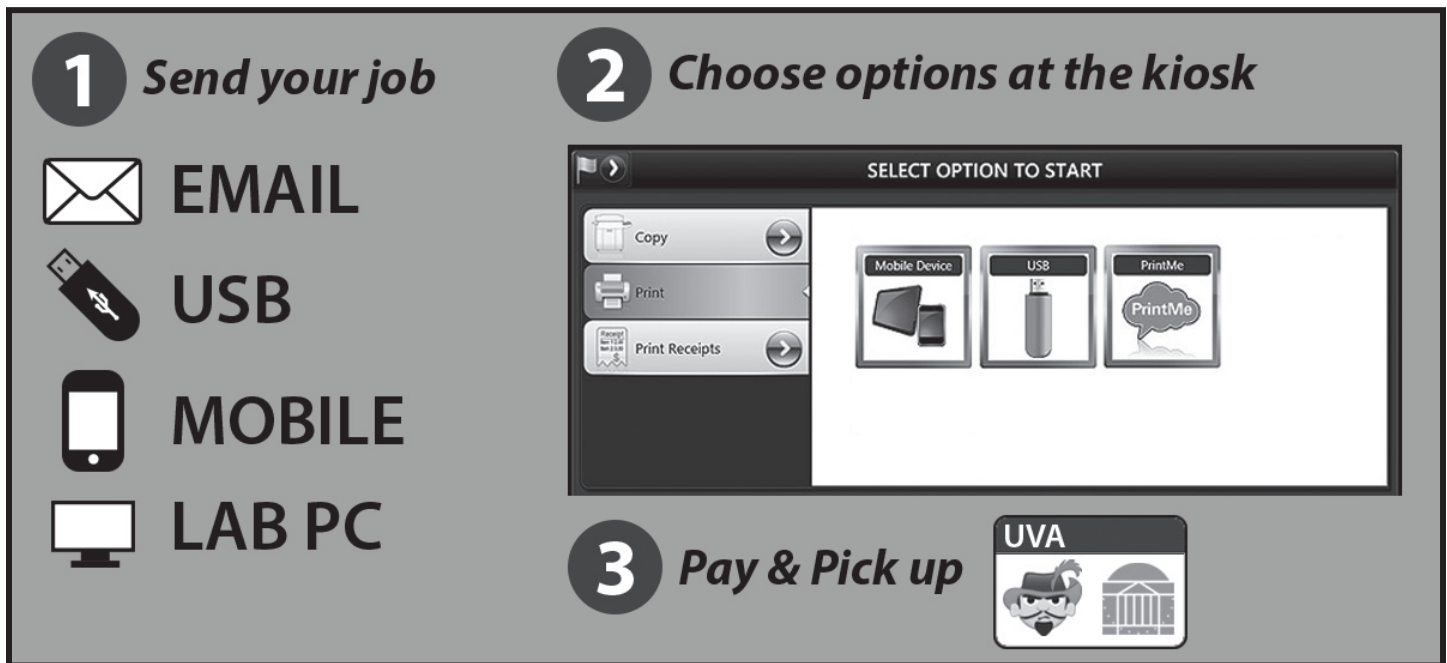 1 Send your job
EMAIL
USB
MOBILE
LAB PC
2 Choose options at the kiosk
SELECT OPTION TO START
Copy
Print
Receipt
Print Receipts
Mobile Device
USB
PrintMe
PrintMe
3 Pay & Pick up
UVA